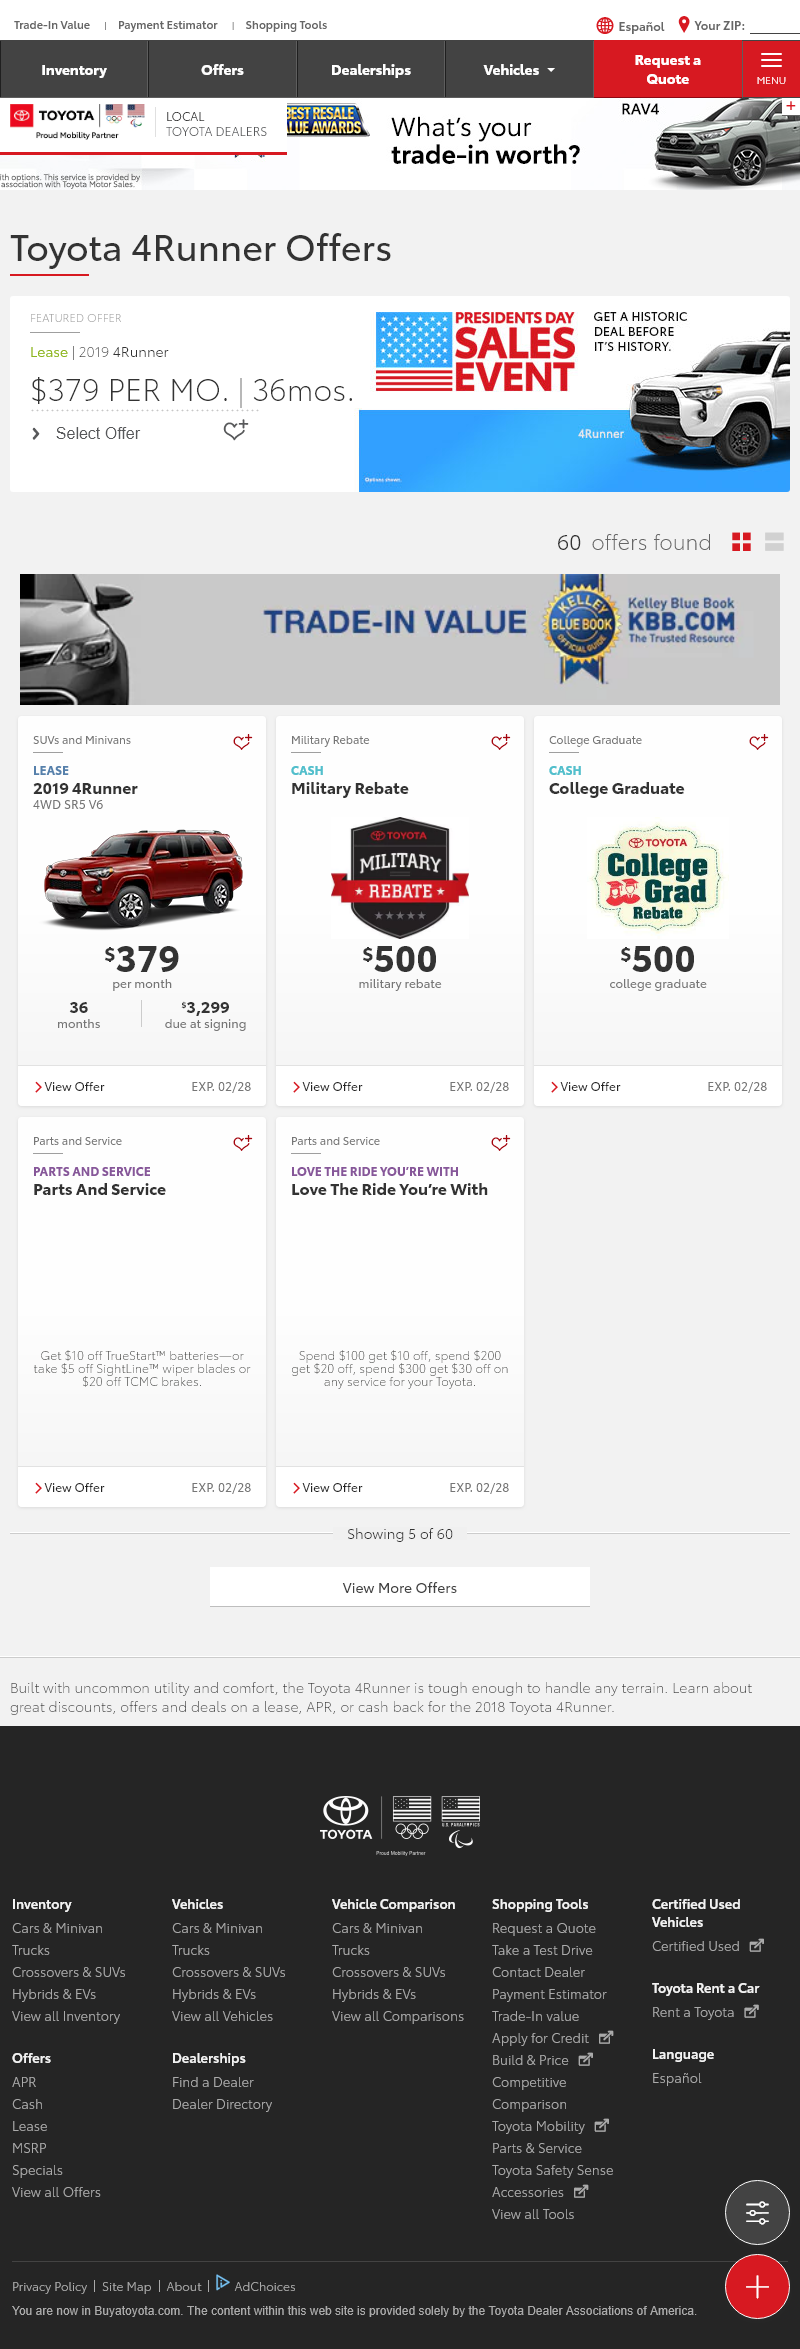 Trade-In Value | Payment Estimator | Shopping Tools
Español
Your ZIP:
Inventory
Offers
Dealerships
Vehicles
Request a
Quote
MENU
TOYOTA
Proud Mobility Partner
LOCAL
TOYOTA DEALERS
BEST RESALE
VALUE AWARDS
What's your
trade-in worth?
RAV4
ith options. This service is provided by
association with Toyota Motor Sales.
Toyota 4Runner Offers
FEATURED OFFER
Lease | 2019 4Runner
$379 PER MO. | 36mos.
Select Offer
PRESIDENTS DAY
SALES
EVENT
GET A HISTORIC
DEAL BEFORE
IT'S HISTORY.
4Runner
Options shown.
60 offers found
TRADE-IN VALUE
KELLEY
BLUE BOOK
OFFICIAL GUIDE
Kelley Blue Book
KBB.COM
The Trusted Resource
SUVs and Minivans
LEASE
2019 4Runner
4WD SR5 V6
$379
per month
36
months
$3,299
due at signing
View Offer
EXP. 02/28
Military Rebate
CASH
Military Rebate
TOYOTA
MILITARY
REBATE
$500
military rebate
View Offer
EXP. 02/28
College Graduate
CASH
College Graduate
TOYOTA
College
Grad
Rebate
$500
college graduate
View Offer
EXP. 02/28
Parts and Service
PARTS AND SERVICE
Parts And Service
Get $10 off TrueStart™ batteries—or
take $5 off SightLine™ wiper blades or
$20 off TCMC brakes.
View Offer
EXP. 02/28
Parts and Service
LOVE THE RIDE YOU'RE WITH
Love The Ride You're With
Spend $100 get $10 off, spend $200
get $20 off, spend $300 get $30 off on
any service for your Toyota.
View Offer
EXP. 02/28
Showing 5 of 60
View More Offers
Built with uncommon utility and comfort, the Toyota 4Runner is tough enough to handle any terrain. Learn about
great discounts, offers and deals on a lease, APR, or cash back for the 2018 Toyota 4Runner.
TOYOTA
U.S. PARALYMPICS
Proud Mobility Partner
Inventory
Cars & Minivan
Trucks
Crossovers & SUVs
Hybrids & EVs
View all Inventory
Offers
APR
Cash
Lease
MSRP
Specials
View all Offers
Vehicles
Cars & Minivan
Trucks
Crossovers & SUVs
Hybrids & EVs
View all Vehicles
Dealerships
Find a Dealer
Dealer Directory
Vehicle Comparison
Cars & Minivan
Trucks
Crossovers & SUVs
Hybrids & EVs
View all Comparisons
Shopping Tools
Request a Quote
Take a Test Drive
Contact Dealer
Payment Estimator
Trade-In value
Apply for Credit
Build & Price
Competitive
Comparison
Toyota Mobility
Parts & Service
Toyota Safety Sense
Accessories
View all Tools
Certified Used
Vehicles
Certified Used
Toyota Rent a Car
Rent a Toyota
Language
Español
Privacy Policy | Site Map | About | AdChoices
You are now in Buyatoyota.com. The content within this web site is provided solely by the Toyota Dealer Associations of America.